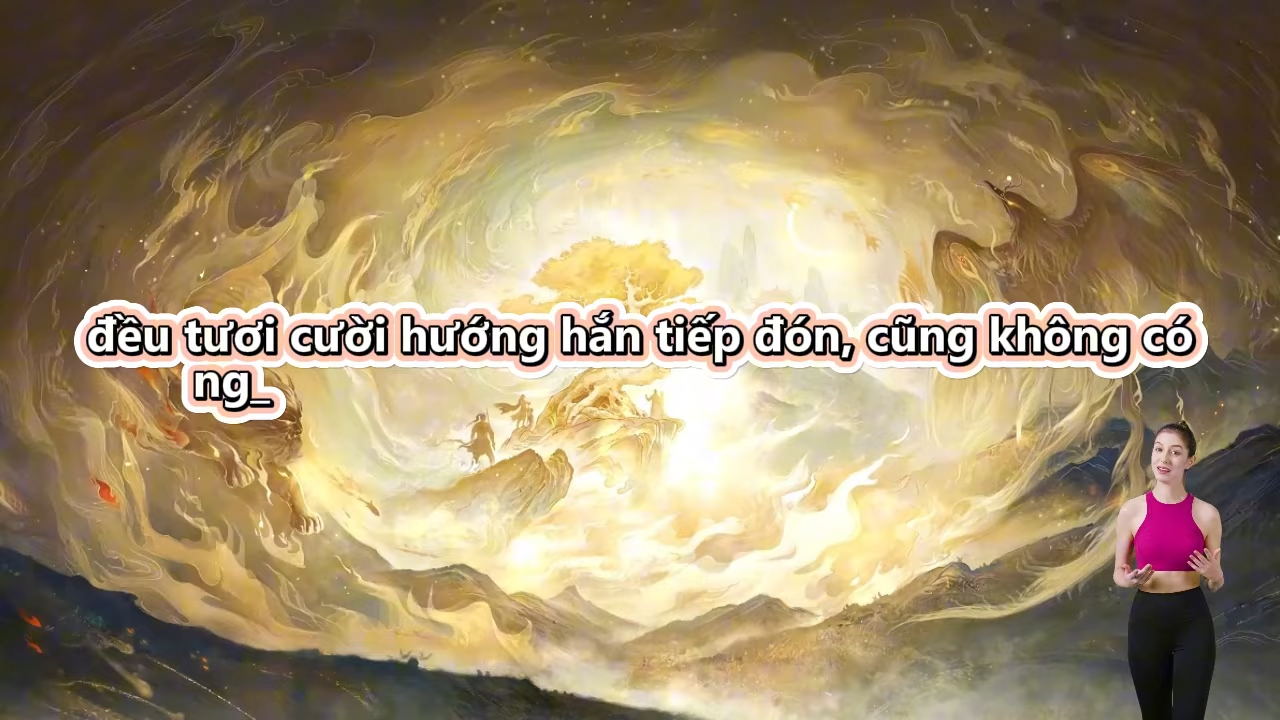 đều tươi cười hướng hắn tiếp đón, cũng không có
ng_